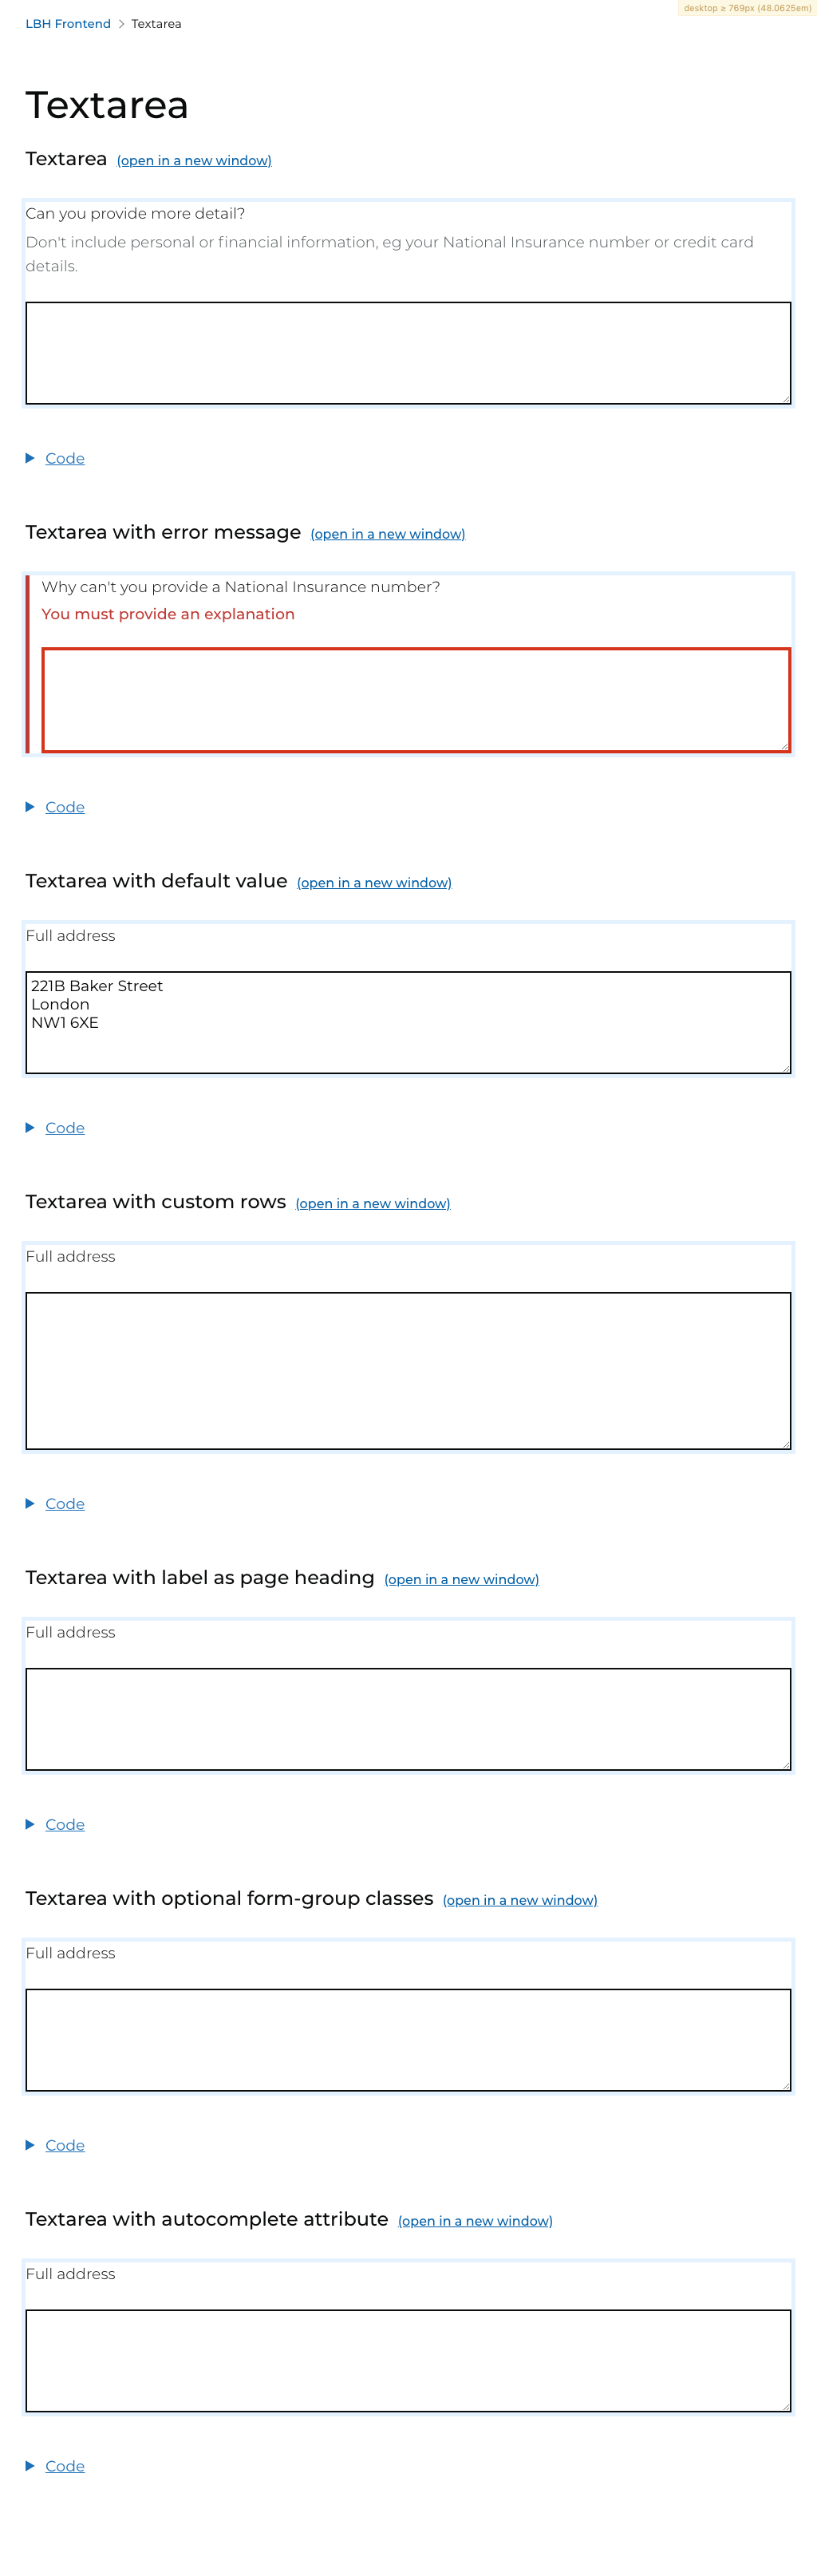 desktop ≥ 769px (48.0625em)
LBH Frontend > Textarea
Textarea
Textarea (open in a new window)
Can you provide more detail?
Don't include personal or financial information, eg your National Insurance number or credit card
details.
Code
Textarea with error message (open in a new window)
Why can't you provide a National Insurance number?
You must provide an explanation
Code
Textarea with default value (open in a new window)
Full address
221B Baker Street
London
NW1 6XE
Code
Textarea with custom rows (open in a new window)
Full address
Code
Textarea with label as page heading (open in a new window)
Full address
Code
Textarea with optional form-group classes (open in a new window)
Full address
Code
Textarea with autocomplete attribute (open in a new window)
Full address
Code